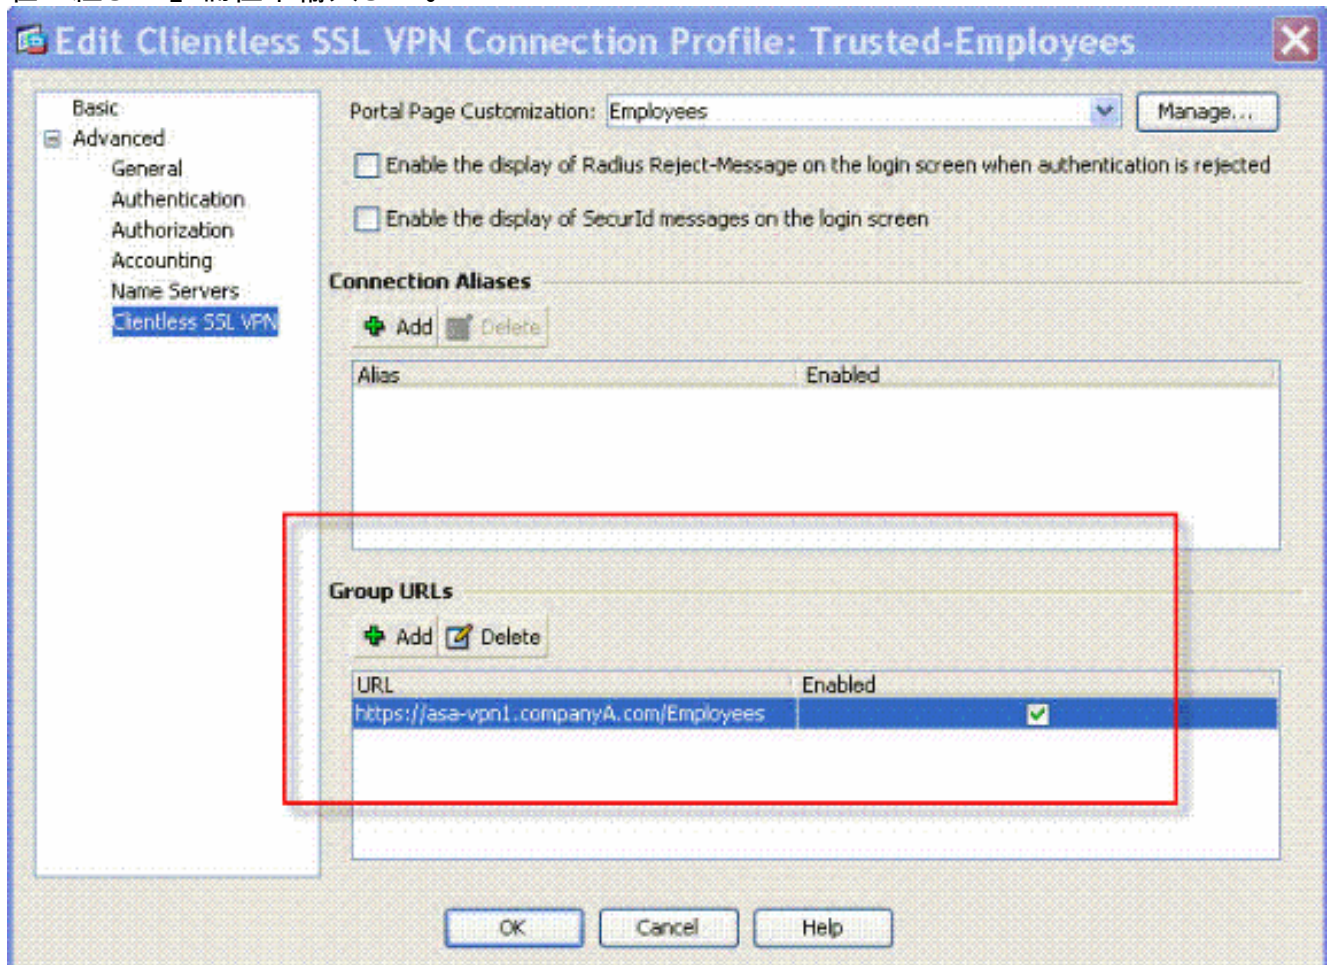 Edit Clientless SSL VPN Connection Profile: Trusted-Employees
Basic
Advanced
General
Authentication
Authorization
Accounting
Name Servers
Clientless SSL VPN
Portal Page Customization: Employees Manage...
Enable the display of Radius Reject-Message on the login screen when authentication is rejected
Enable the display of SecurId messages on the login screen
Connection Aliases
Add Delete
Alias Enabled
Group URLs
Add Delete
URL Enabled
https://asa-vpn1.companyA.com/Employees
OK Cancel Help